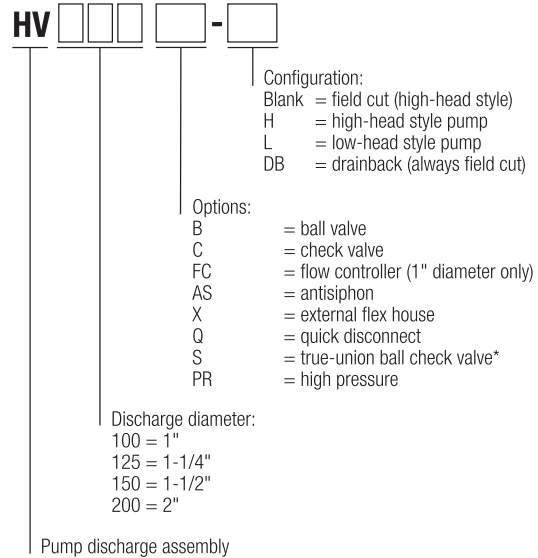 HV -
Configuration:
Blank = field cut (high-head style)
H = high-head style pump
L = low-head style pump
DB = drainback (always field cut)
Options:
B = ball valve
C = check valve
FC = flow controller (1" diameter only)
AS = antisiphon
X = external flex house
Q = quick disconnect
S = true-union ball check valve*
PR = high pressure
Discharge diameter:
100 = 1"
125 = 1-1/4"
150 = 1-1/2"
200 = 2"
Pump discharge assembly